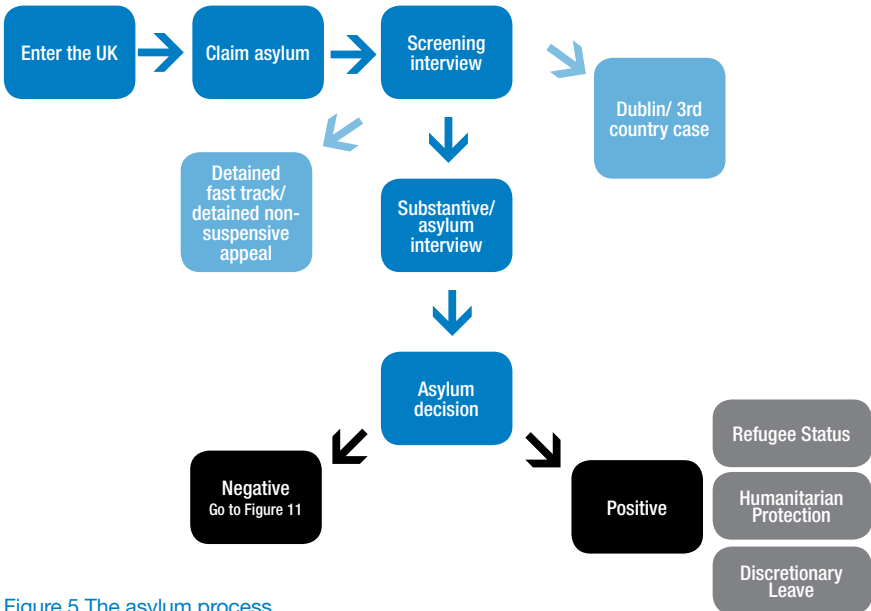 Enter the UK
Claim asylum
Screening
interview
Dublin/ 3rd
country case
Detained
fast track/
detained non-
suspensive
appeal
Substantive/
asylum
interview
Asylum
decision
Negative
Go to Figure 11
Positive
Refugee Status
Humanitarian
Protection
Discretionary
Leave
Figure 5 The asylum process